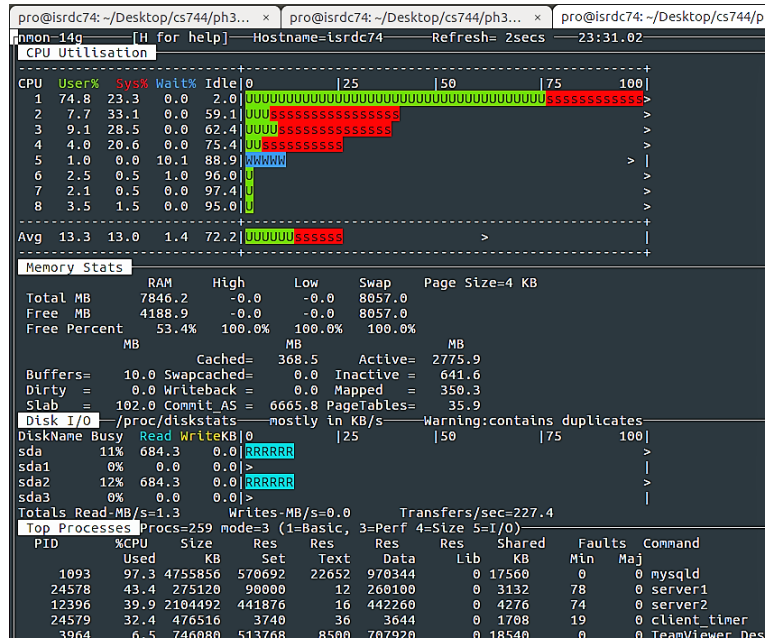 pro@isrdc74: ~/Desktop/cs744/ph3... × pro@isrdc74: ~/Desktop/cs744/ph3... × pro@isrdc74: ~/Desktop/cs744/p
nmon-14g [H for help] Hostname=isrdc74 Refresh= 2secs 23:31.02
CPU Utilisation
CPU User% Sys% Wait% Idle|0 |25 |50 |75 100|
1 74.8 23.3 0.0 2.0|UUUUUUUUUUUUUUUUUUUUUUUUUUUUUUUUUUUUUssssssssssss>
2 7.7 33.1 0.0 59.1|UUUssssssssssssssss >
3 9.1 28.5 0.0 62.4|UUUUssssssssssssss >
4 4.0 20.6 0.0 75.4|UUssssssssss >
5 1.0 0.0 10.1 88.9|WWWWW > |
6 2.5 0.5 1.0 96.0|U >
7 2.1 0.5 0.0 97.4|U >
8 3.5 1.5 0.0 95.0|U >
Avg 13.3 13.0 1.4 72.2|UUUUUUssssss > |
Memory Stats
RAM High Low Swap Page Size=4 KB
Total MB 7846.2 -0.0 -0.0 8057.0
Free MB 4188.9 -0.0 -0.0 8057.0
Free Percent 53.4% 100.0% 100.0% 100.0%
MB MB MB
Cached= 368.5 Active= 2775.9
Buffers= 10.0 Swapcached= 0.0 Inactive = 641.6
Dirty = 0.0 Writeback = 0.0 Mapped = 350.3
Slab = 102.0 Commit_AS = 6665.8 PageTables= 35.9
Disk I/O /proc/diskstats mostly in KB/s Warning:contains duplicates
DiskName Busy Read WriteKB|0 |25 |50 |75 100|
sda 11% 684.3 0.0|RRRRRR >
sda1 0% 0.0 0.0|> |
sda2 12% 684.3 0.0|RRRRRR >
sda3 0% 0.0 0.0|> |
Totals Read-MB/s=1.3 Writes-MB/s=0.0 Transfers/sec=227.4
Top Processes Procs=259 mode=3 (1=Basic, 3=Perf 4=Size 5=I/O)
PID %CPU Size Res Res Res Res Shared Faults Command
Used KB Set Text Data Lib KB Min Maj
1093 97.3 4755856 570692 22652 970344 0 17560 0 0 mysqld
24578 43.4 275120 90000 12 260100 0 3132 78 0 server1
12396 39.9 2104492 441876 16 442260 0 4276 74 0 server2
24579 32.4 476516 3740 36 3644 0 1708 19 0 client_timer
3964 6.5 746080 513768 8500 707920 0 18540 0 0 TeamViewer_Des